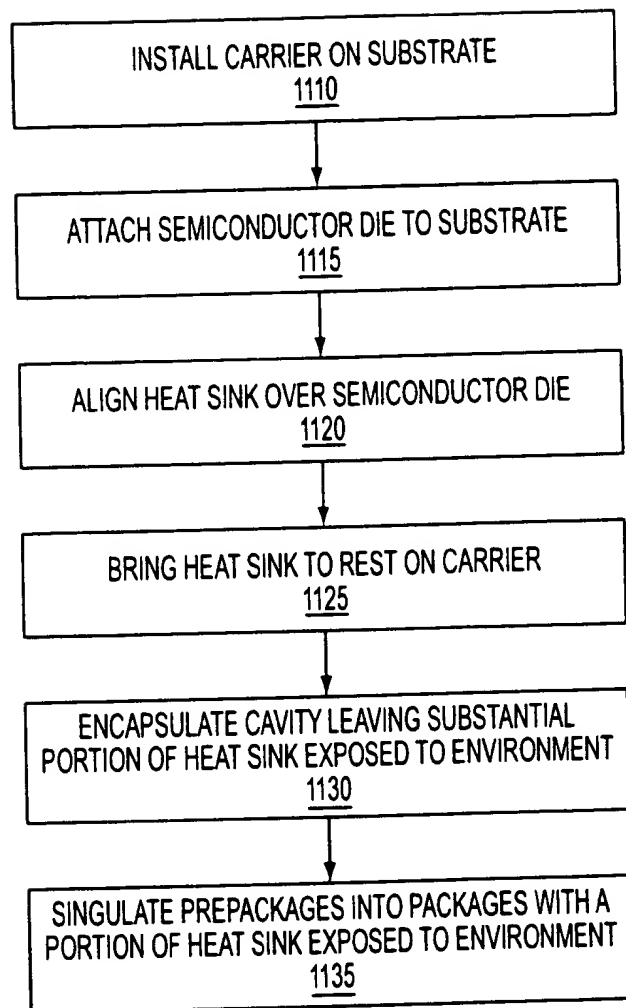 INSTALL CARRIER ON SUBSTRATE
1110
ATTACH SEMICONDUCTOR DIE TO SUBSTRATE
1115
ALIGN HEAT SINK OVER SEMICONDUCTOR DIE
1120
BRING HEAT SINK TO REST ON CARRIER
1125
ENCAPSULATE CAVITY LEAVING SUBSTANTIAL
PORTION OF HEAT SINK EXPOSED TO ENVIRONMENT
1130
SINGULATE PREPACKAGES INTO PACKAGES WITH A
PORTION OF HEAT SINK EXPOSED TO ENVIRONMENT
1135